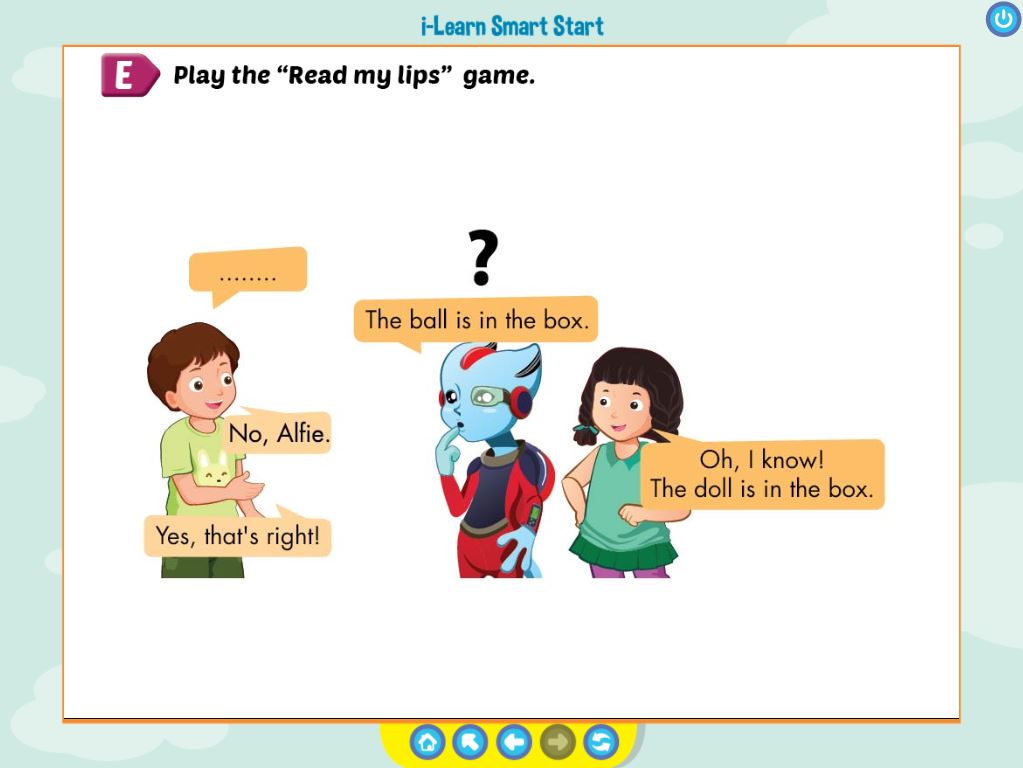 i-Learn Smart Start
E Play the “Read my lips” game.
........
?
The ball is in the box.
No, Alfie.
Oh, I know!
The doll is in the box.
Yes, that's right!